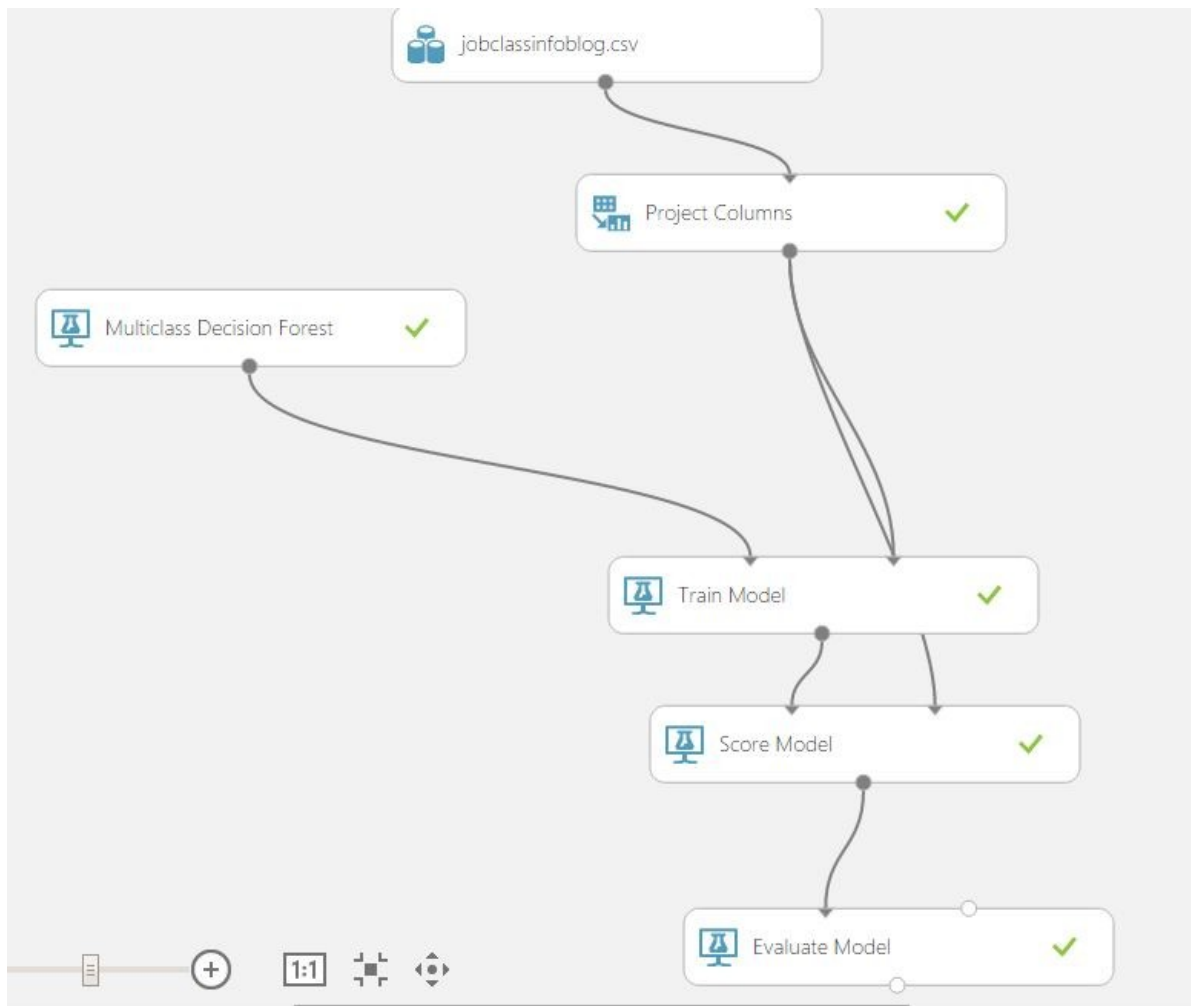 jobclassinfoblog.csv
Project Columns
Multiclass Decision Forest
Train Model
Score Model
Evaluate Model
1:1